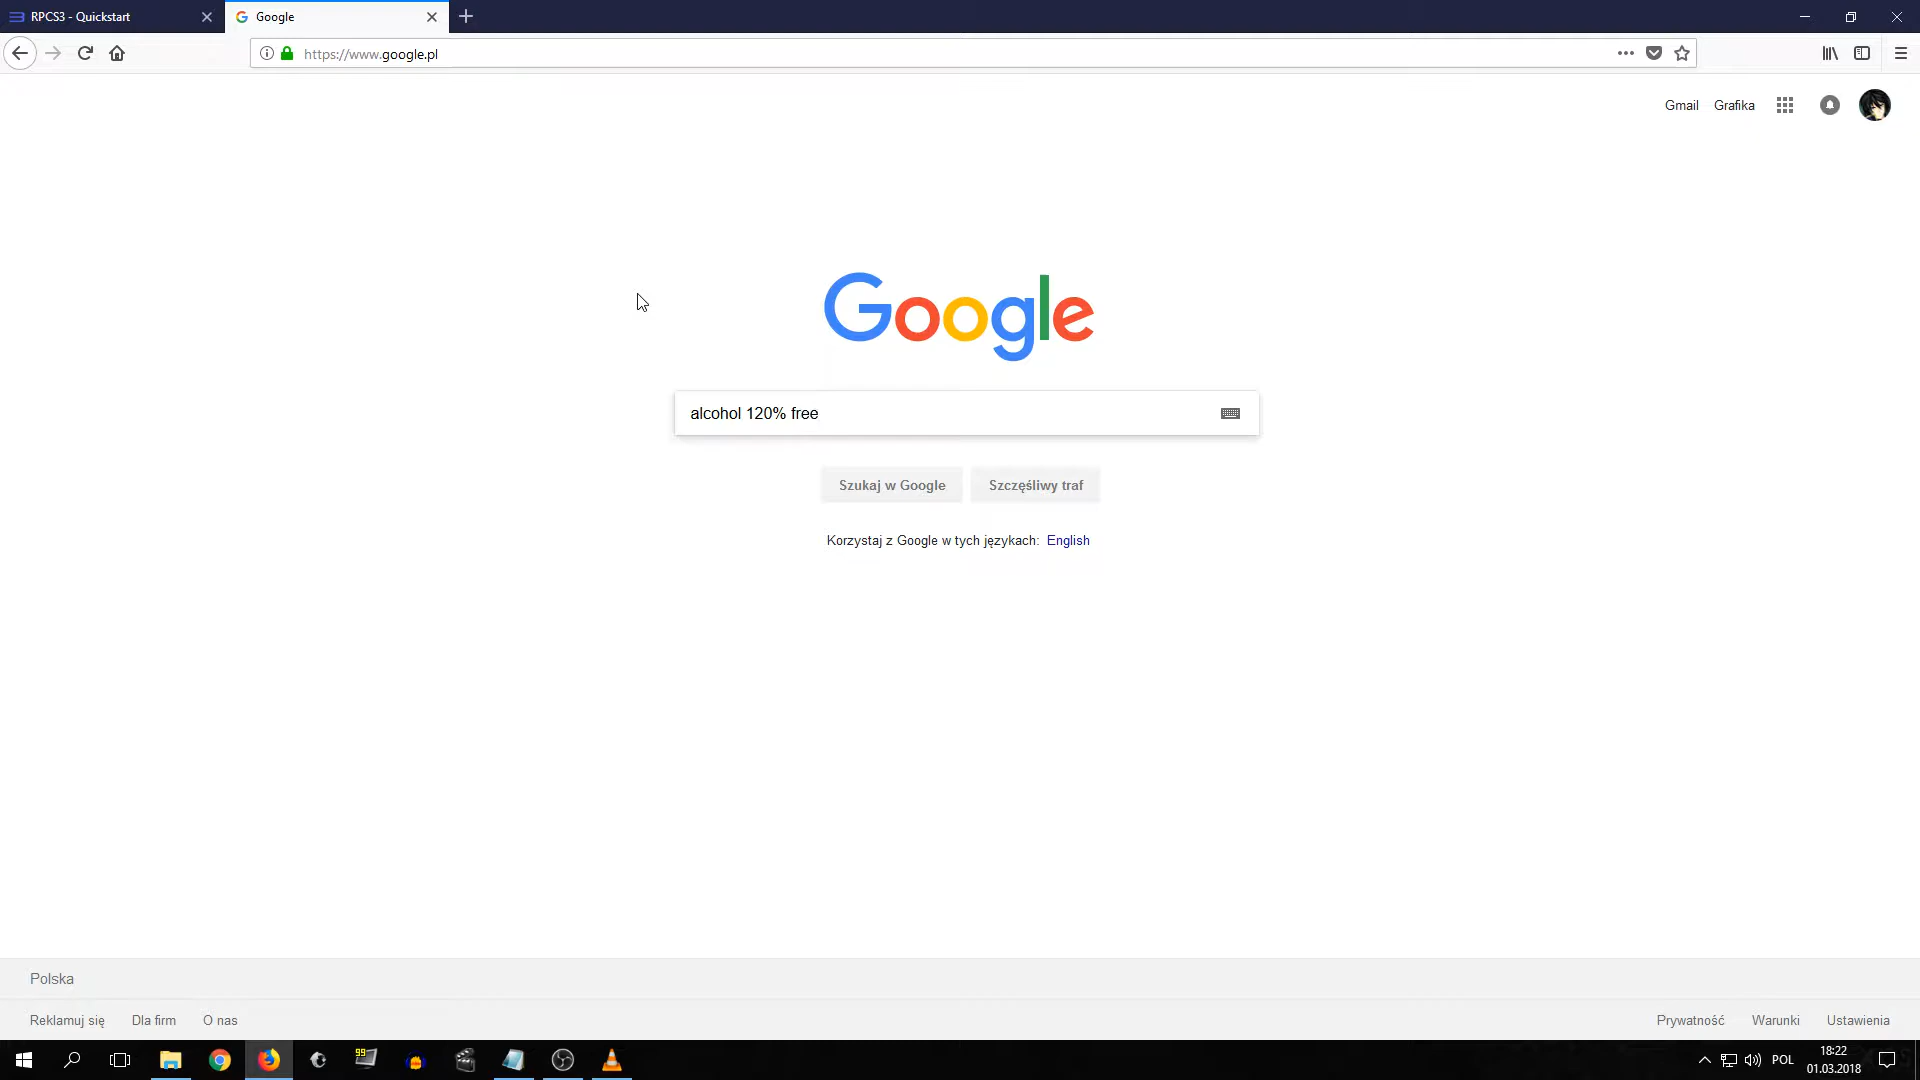 RPCS3 - Quickstart
Google
https://www.google.pl
Gmail Grafika
Google
alcohol 120% free
Szukaj w Google Szczęśliwy traf
Korzystaj z Google w tych językach: English
Polska
Reklamuj się Dla firm O nas
Prywatność Warunki Ustawienia
99
POL
18:22
01.03.2018